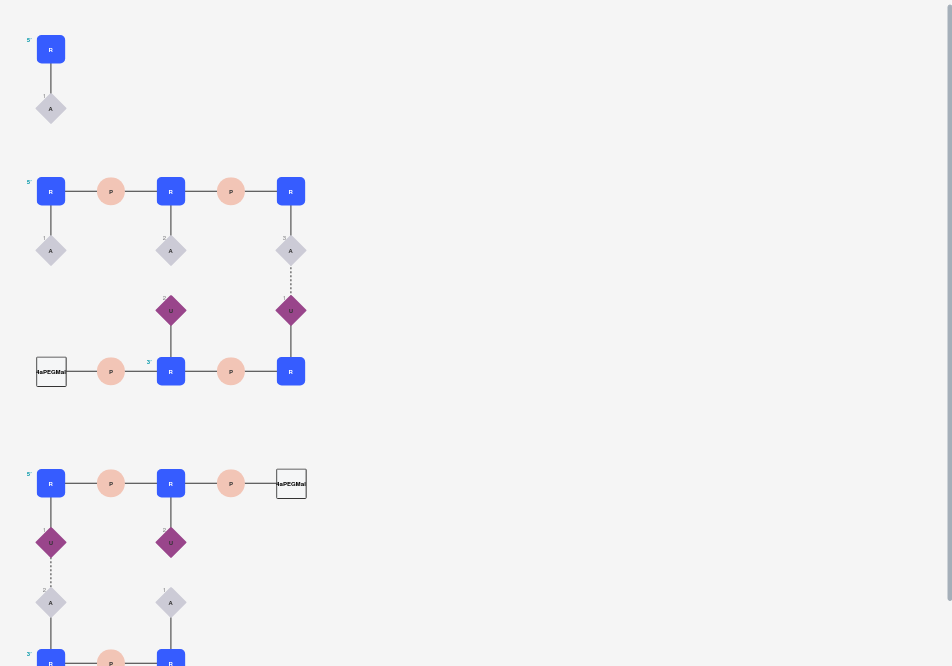 5'
R
1
A
5'
R P R P R
1 2 3
A A A
2 1
U U
3'
4aPEGMal P R P R
5'
R P R P 4aPEGMal
1 2
U U
2 1
A A
3'
R P R